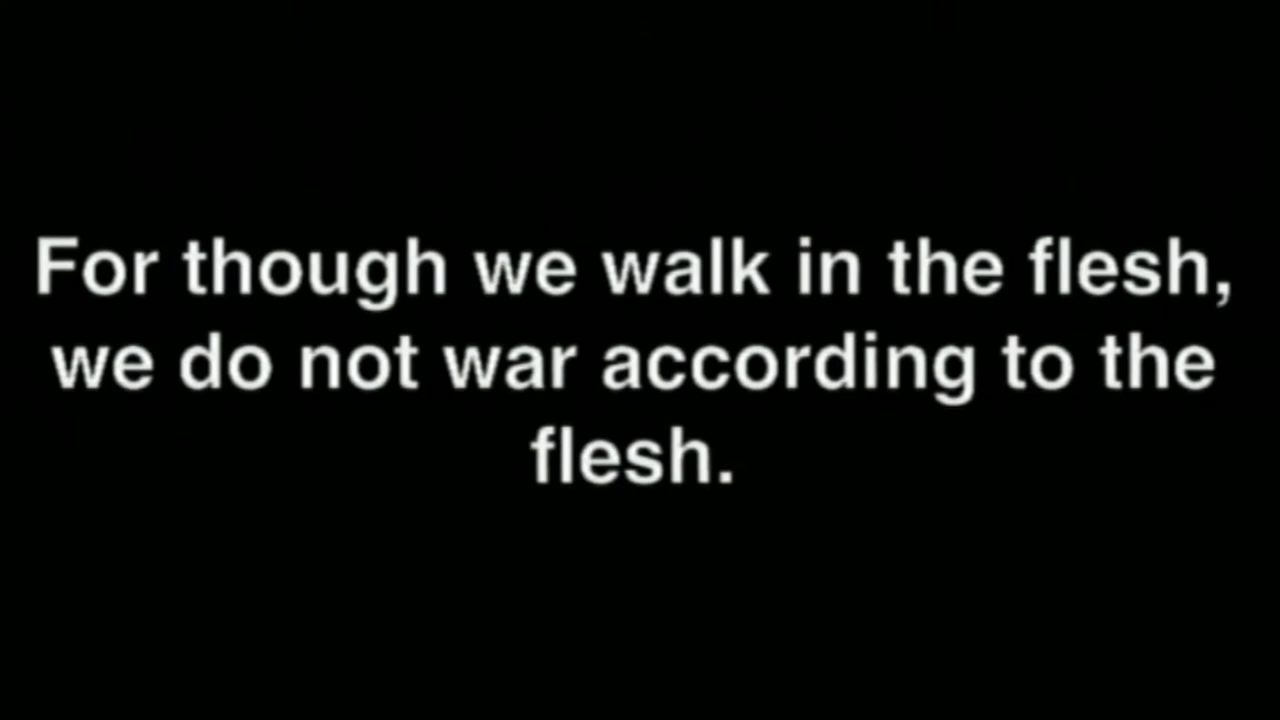 For though we walk in the flesh,
we do not war according to the
flesh.